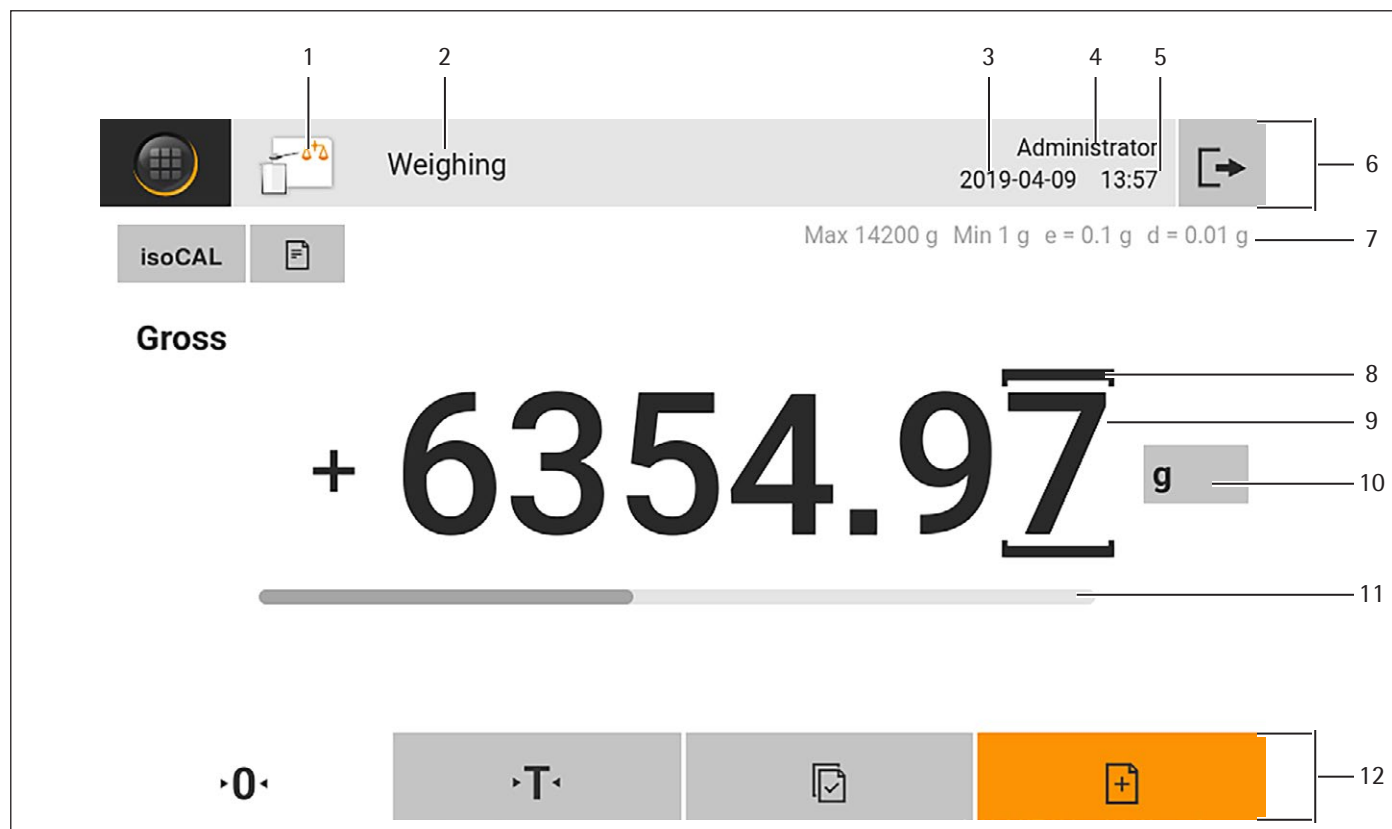 1 2 3 4 5
Weighing
Administrator
2019-04-09 13:57
6
isoCAL
Max 14200 g Min 1 g e = 0.1 g d = 0.01 g
7
Gross
8
+ 6354.97
9
g
10
11
0 T
12